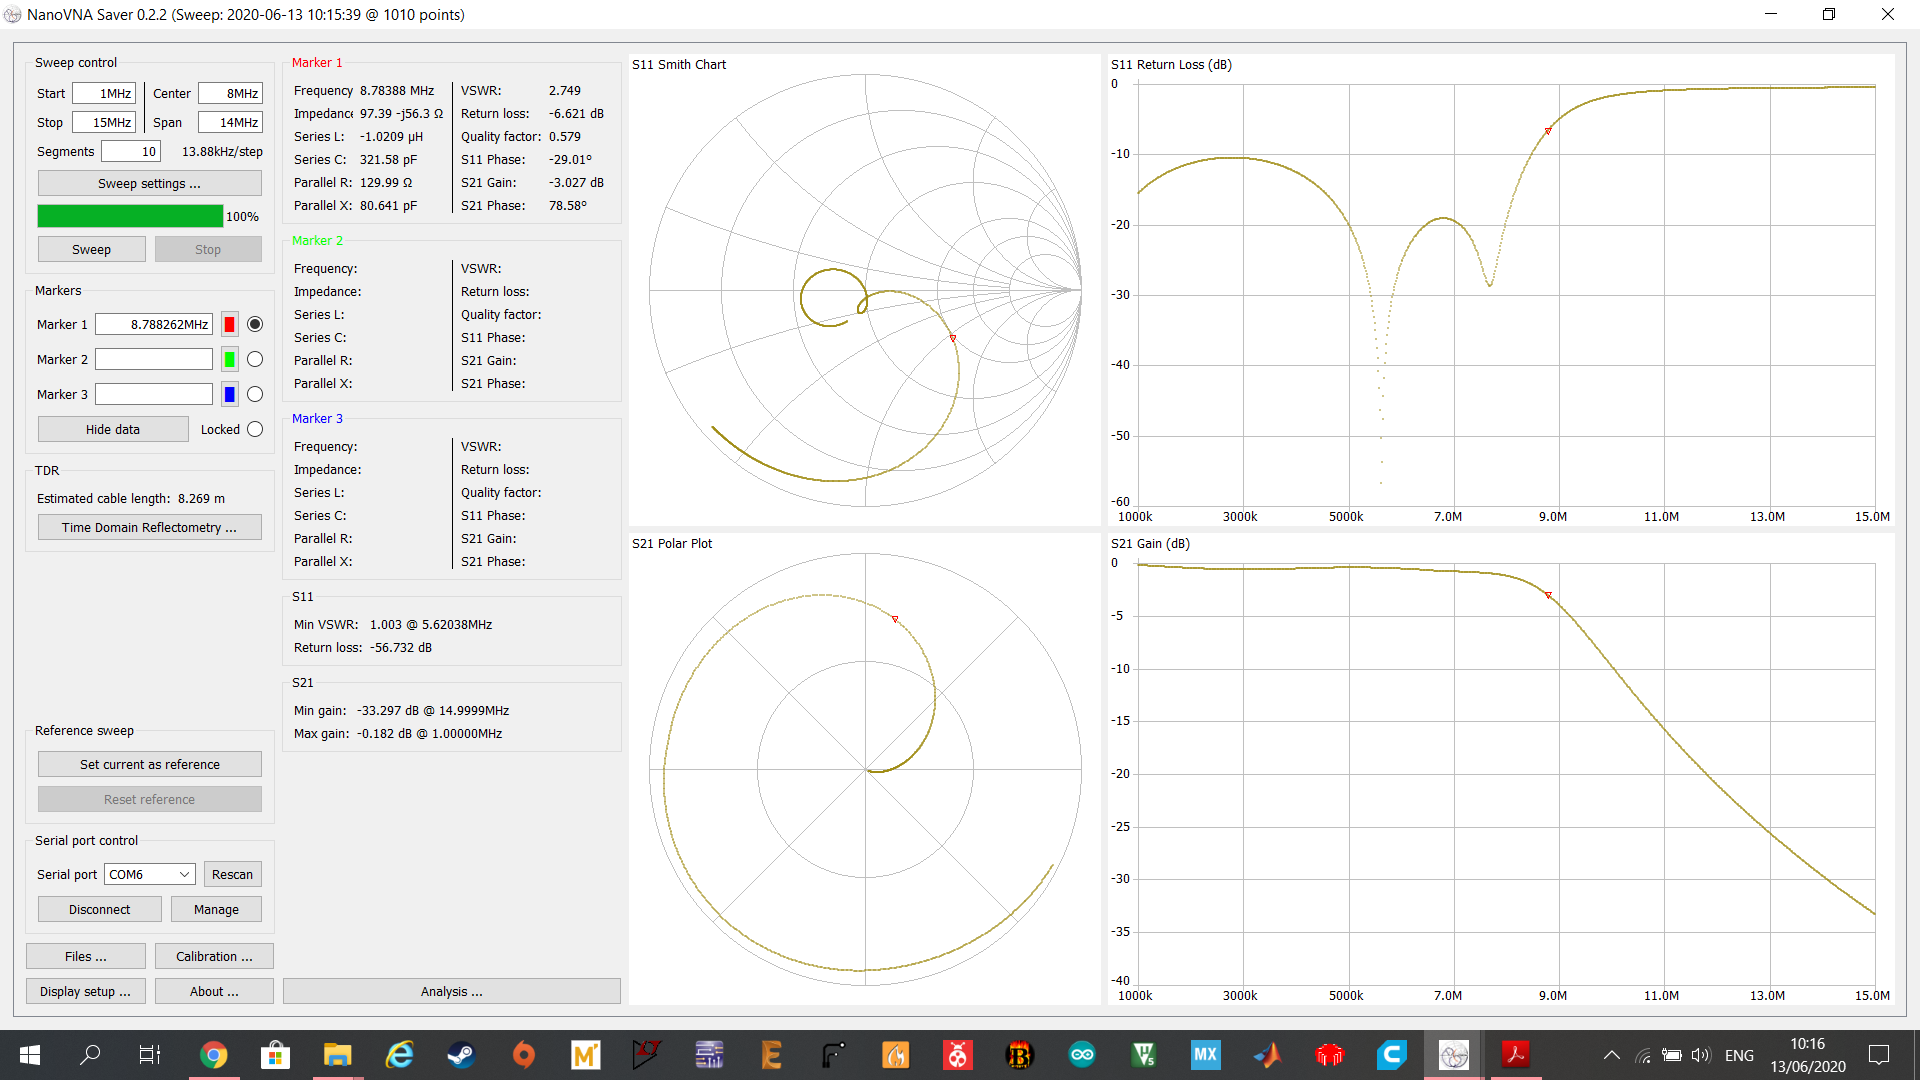 NanoVNA Saver 0.2.2 (Sweep: 2020-06-13 10:15:39 @ 1010 points)
Sweep control
Start 1MHz Center 8MHz
Stop 15MHz Span 14MHz
Segments 10 13.88kHz/step
Sweep settings ...
100%
Sweep Stop
Markers
Marker 1 8.788262MHz
Marker 2
Marker 3
Hide data Locked
TDR
Estimated cable length: 8.269 m
Time Domain Reflectometry ...
Reference sweep
Set current as reference
Reset reference
Serial port control
Serial port COM6 Rescan
Disconnect Manage
Files ... Calibration ...
Display setup ... About ...
Marker 1
Frequency 8.78388 MHz VSWR: 2.749
Impedanc 97.39 -j56.3 Ω Return loss: -6.621 dB
Series L: -1.0209 μH Quality factor: 0.579
Series C: 321.58 pF S11 Phase: -29.01º
Parallel R: 129.99 Ω S21 Gain: -3.027 dB
Parallel X: 80.641 pF S21 Phase: 78.58º
Marker 2
Frequency: VSWR:
Impedance: Return loss:
Series L: Quality factor:
Series C: S11 Phase:
Parallel R: S21 Gain:
Parallel X: S21 Phase:
Marker 3
Frequency: VSWR:
Impedance: Return loss:
Series L: Quality factor:
Series C: S11 Phase:
Parallel R: S21 Gain:
Parallel X: S21 Phase:
S11
Min VSWR: 1.003 @ 5.62038MHz
Return loss: -56.732 dB
S21
Min gain: -33.297 dB @ 14.9999MHz
Max gain: -0.182 dB @ 1.00000MHz
Analysis ...
S11 Smith Chart
S11 Return Loss (dB)
0
-10
-20
-30
-40
-50
-60
1000k 3000k 5000k 7.0M 9.0M 11.0M 13.0M 15.0M
S21 Polar Plot
S21 Gain (dB)
0
-5
-10
-15
-20
-25
-30
-35
-40
1000k 3000k 5000k 7.0M 9.0M 11.0M 13.0M 15.0M
MX
ENG
10:16
13/06/2020